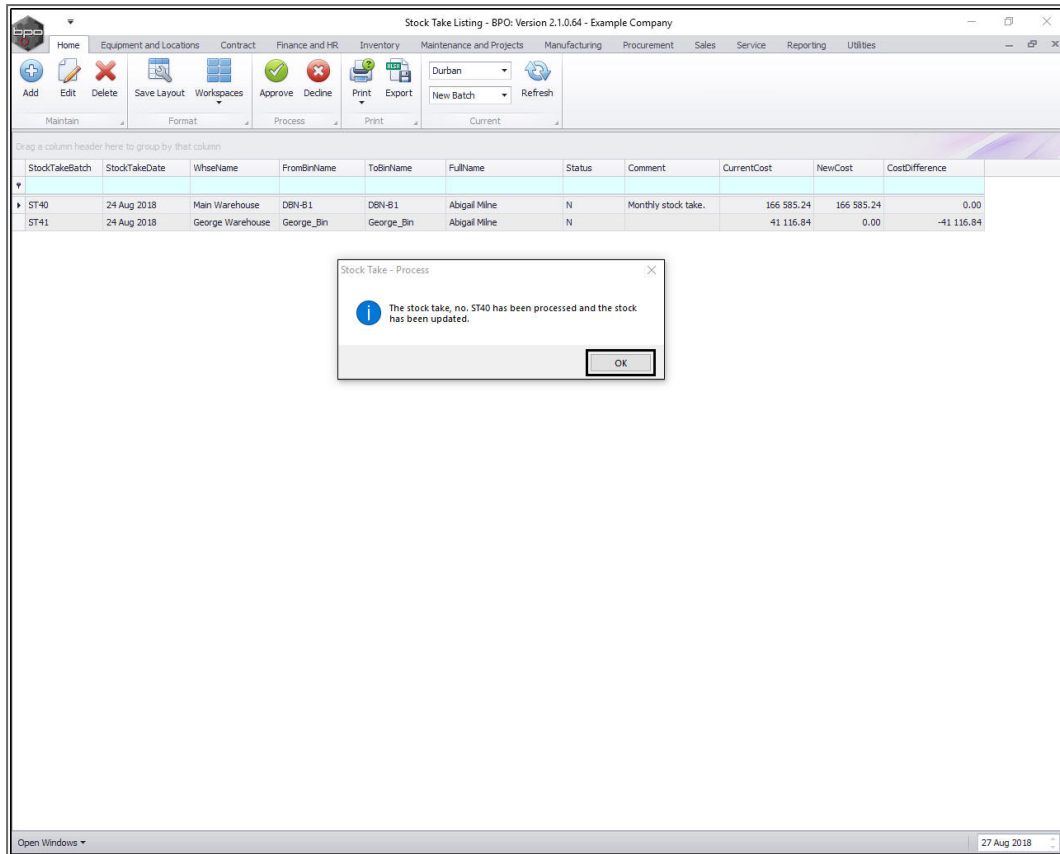 Stock Take Listing - BPO: Version 2.1.0.64 - Example Company
bpo
Home Equipment and Locations Contract Finance and HR Inventory Maintenance and Projects Manufacturing Procurement Sales Service Reporting Utilities
Durban
New Batch
Add Edit Delete Save Layout Workspaces Approve Decline Print Export Refresh
Maintain Format Process Print Current
Drag a column header here to group by that column
StockTakeBatch StockTakeDate WhseName FromBinName ToBinName FullName Status Comment CurrentCost NewCost CostDifference
ST40 24 Aug 2018 Main Warehouse DBN-B1 DBN-B1 Abigail Milne N Monthly stock take. 166 585.24 166 585.24 0.00
ST41 24 Aug 2018 George Warehouse George_Bin George_Bin Abigail Milne N 41 116.84 0.00 -41 116.84
Stock Take - Process
The stock take, no. ST40 has been processed and the stock
has been updated.
OK
Open Windows 27 Aug 2018